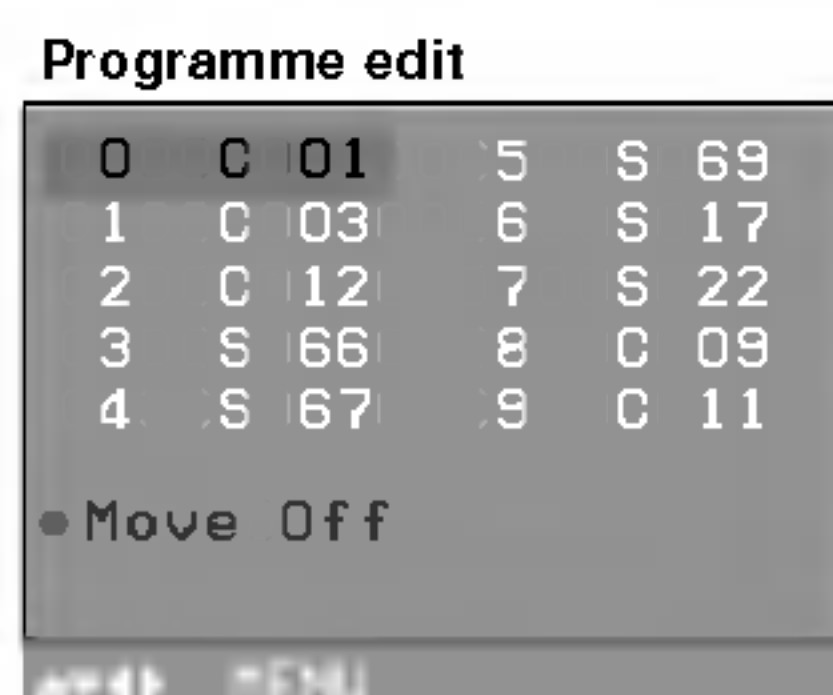 Programme edit
0 C 01 5 S 69
1 C 03 6 S 17
2 C 12 7 S 22
3 S 66 8 C 09
4 S 67 9 C 11
Move Off
MENU